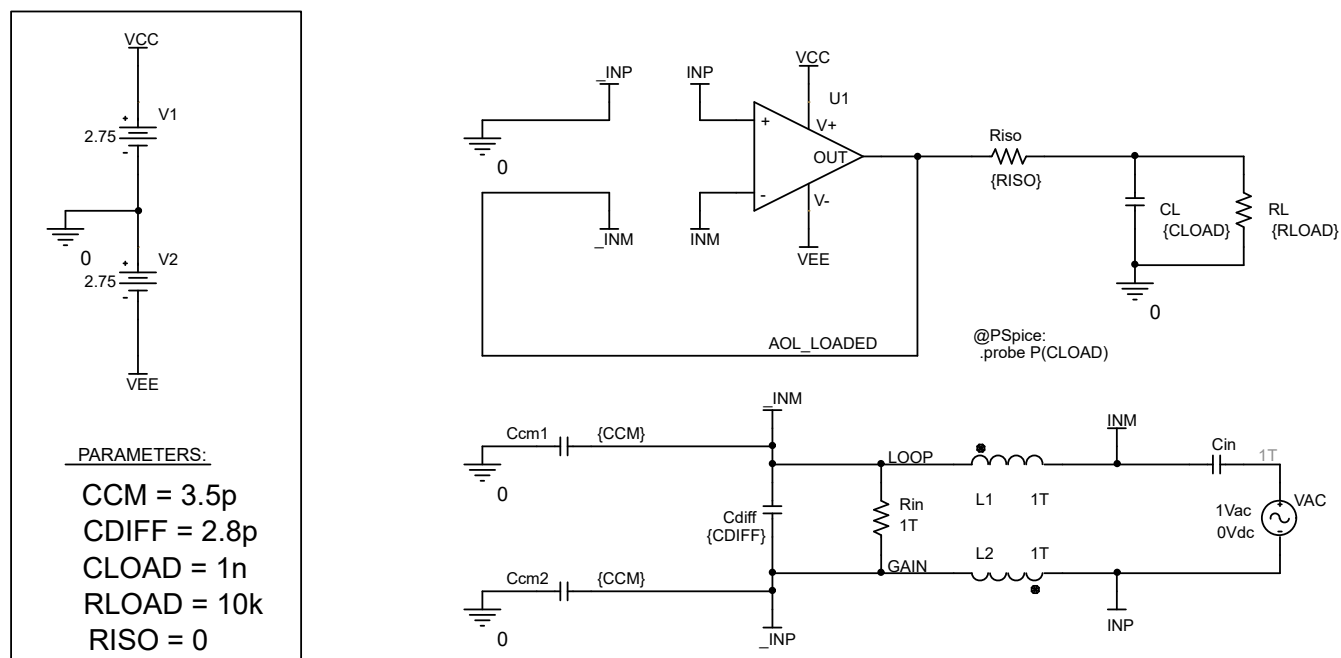 VCC
V1
+
2.75
-
0
V2
+
2.75
-
VEE
PARAMETERS:
CCM = 3.5p
CDIFF = 2.8p
CLOAD = 1n
RLOAD = 10k
RISO = 0
_INP
INP
VCC
U1
0
+
V+
OUT
-
V-
_INM
INM
VEE
Riso
{RISO}
CL
{CLOAD}
RL
{RLOAD}
0
AOL_LOADED
@PSpice:
.probe P(CLOAD)
_INM
INM
Ccm1
{CCM}
0
LOOP
Cin
1T
Cdiff
{CDIFF}
Rin
1T
L1
1T
1Vac
0Vdc
+
-
VAC
L2
1T
GAIN
Ccm2
{CCM}
0
_INP
INP